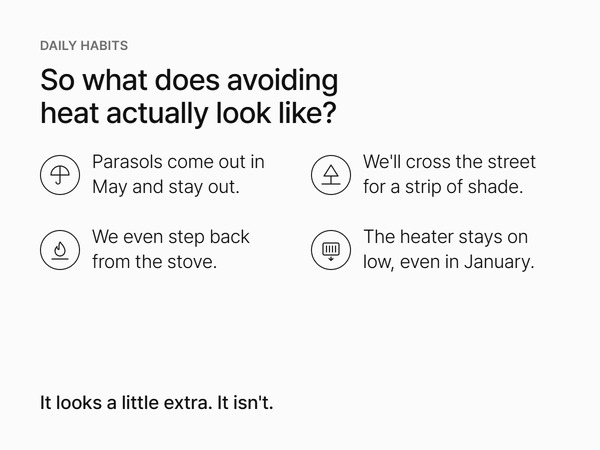 DAILY HABITS
So what does avoiding
heat actually look like?
Parasols come out in
May and stay out.
We'll cross the street
for a strip of shade.
We even step back
from the stove.
The heater stays on
low, even in January.
It looks a little extra. It isn't.